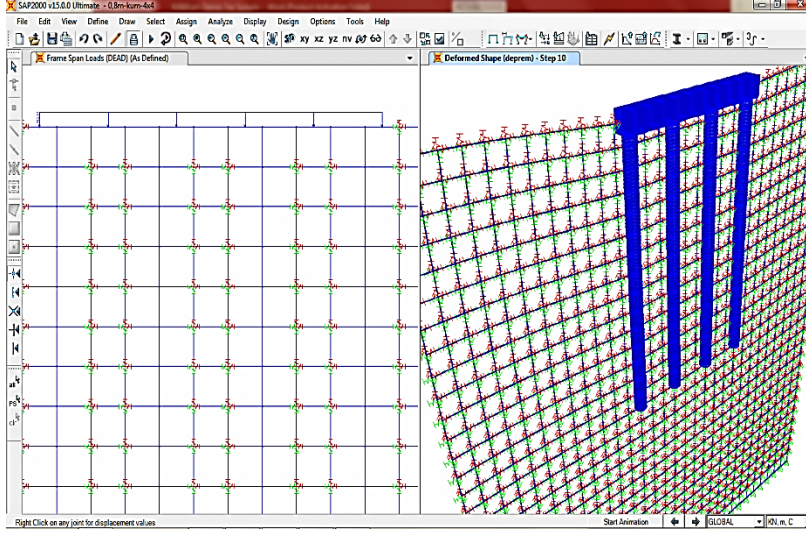 SAP2000 v15.0.0 Ultimate - 0,8m-kum-4x4
File Edit View Define Draw Select Assign Analyze Display Design Options Tools Help
xy xz yz nv
Frame Span Loads (DEAD) (As Defined)
Deformed Shape (deprem) - Step 10
Right Click on any joint for displacement values
Start Animation
GLOBAL
KN, m, C